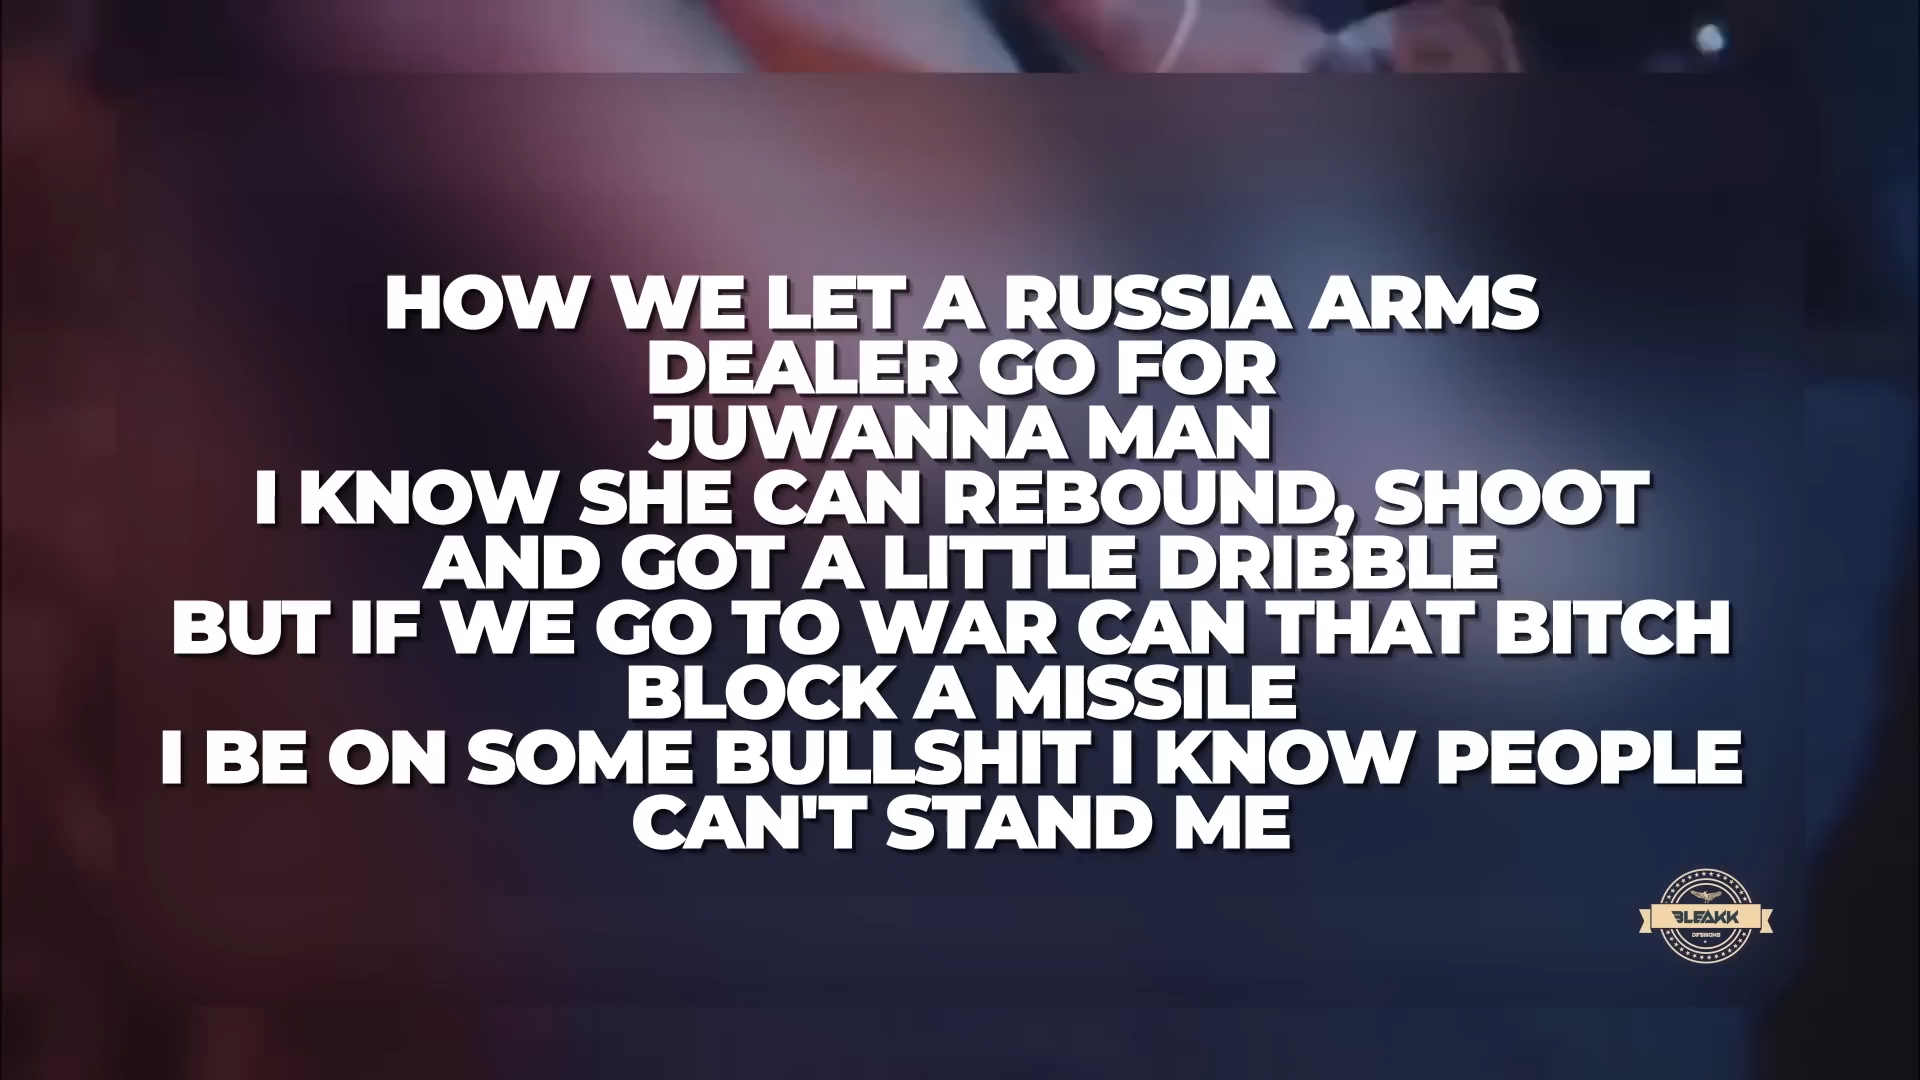 HOW WE LET A RUSSIA ARMS
DEALER GO FOR
JUWANNA MAN
I KNOW SHE CAN REBOUND, SHOOT
AND GOT A LITTLE DRIBBLE
BUT IF WE GO TO WAR CAN THAT BITCH
BLOCK A MISSILE
I BE ON SOME BULLSHIT I KNOW PEOPLE
CAN'T STAND ME
BLEAKK
DESIGNS